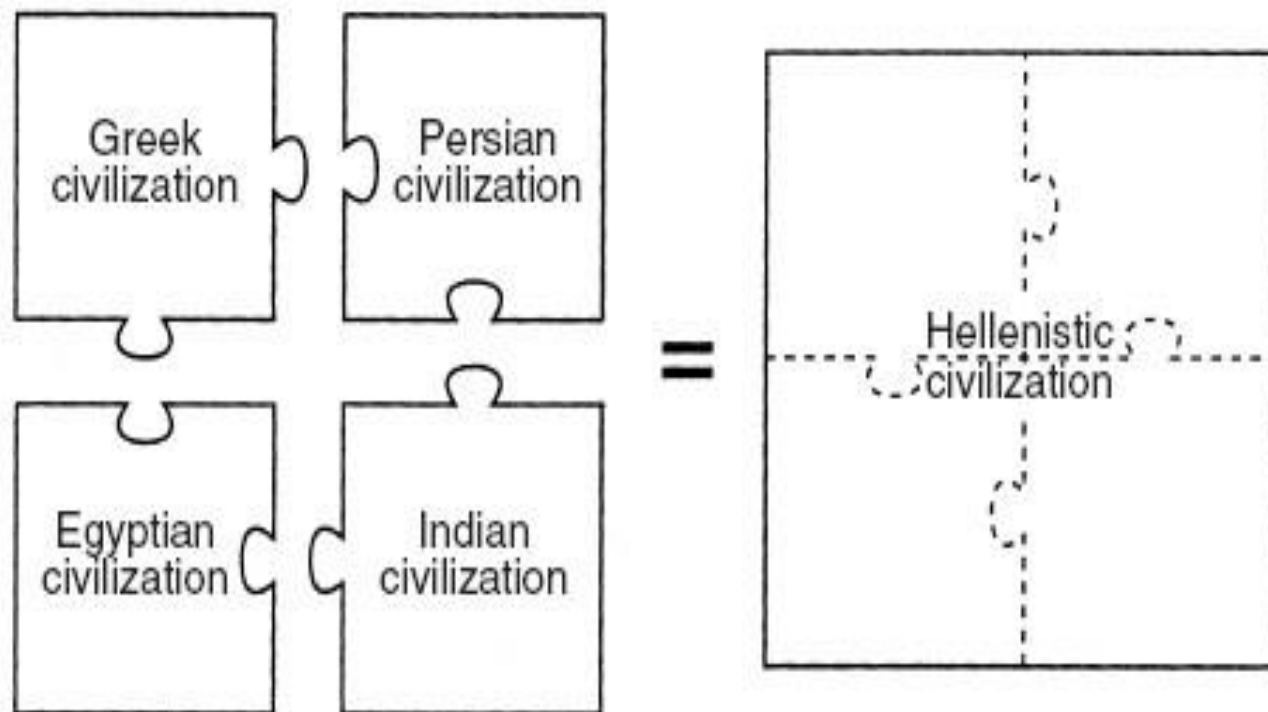 Greek
civilization
Persian
civilization
Egyptian
civilization
Indian
civilization
=
Hellenistic
civilization